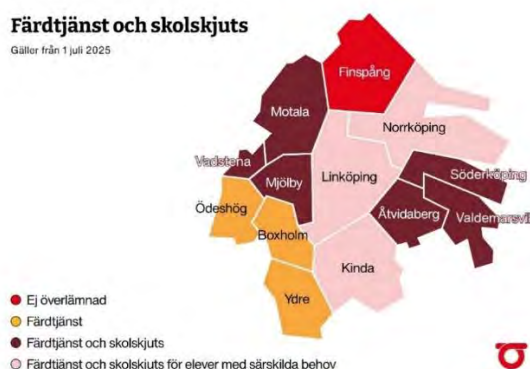 Färdtjänst och skolskjuts
Gäller från 1 juli 2025
Finspång
Motala
Norrköping
Vadstena
Mjölby
Linköping
Söderköping
Ödeshög
Åtvidaberg
Valdemarsvik
Boxholm
Kinda
Ydre
Ej överlämnad
Färdtjänst
Färdtjänst och skolskjuts
Färdtjänst och skolskjuts för elever med särskilda behov